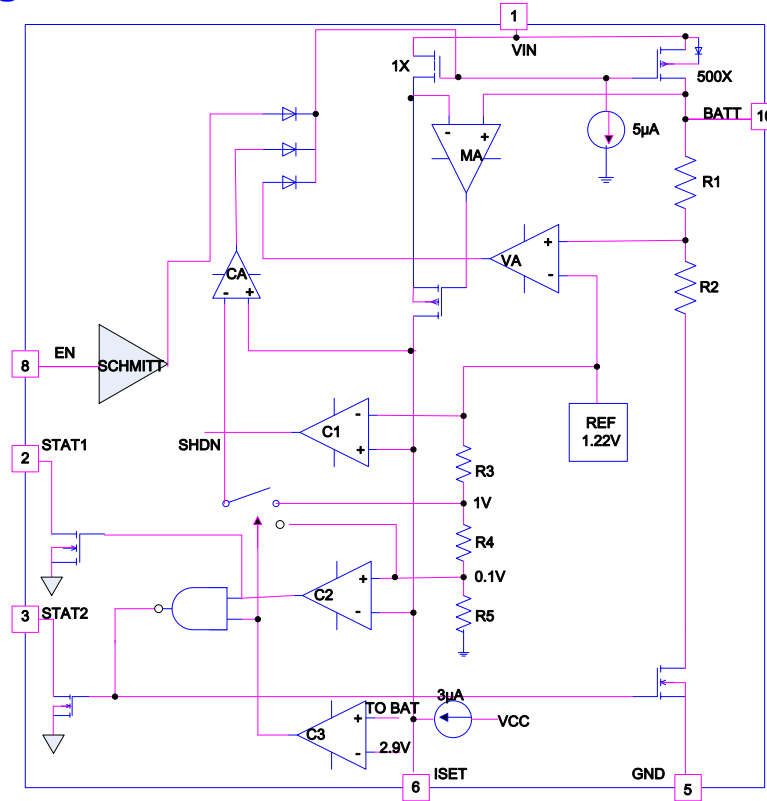 1
VIN
1X
500X
BATT
10
5µA
- +
MA
R1
+
VA
-
R2
CA
- +
EN
8
SCHMITT
REF
1.22V
-
C1
+
SHDN
STAT1
2
R3
1V
R4
+
0.1V
C2
-
R5
3
STAT2
3µA
TO BAT
+
VCC
C3
-
2.9V
ISET
6
GND
5